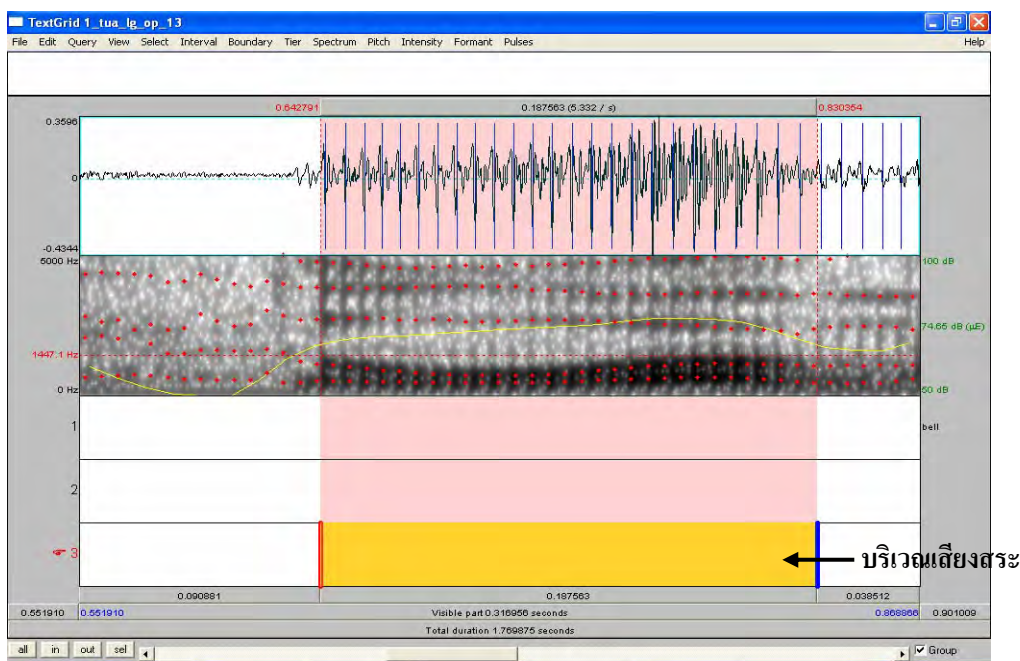 TextGrid 1_tua_lg_op_13
File Edit Query View Select Interval Boundary Tier Spectrum Pitch Intensity Formant Pulses Help
0.642791 0.187563 (5.332 / s) 0.830354
0.3596
0
-0.4344
5000 Hz 100 dB
74.65 dB (µE)
1447.1 Hz
0 Hz 50 dB
1 bell
2
3 บริเวณเสียงสระ
0.090881 0.187563 0.038512
0.551910 0.551910 Visible part 0.316956 seconds 0.868866 0.901009
Total duration 1.769875 seconds
all in out sel Group